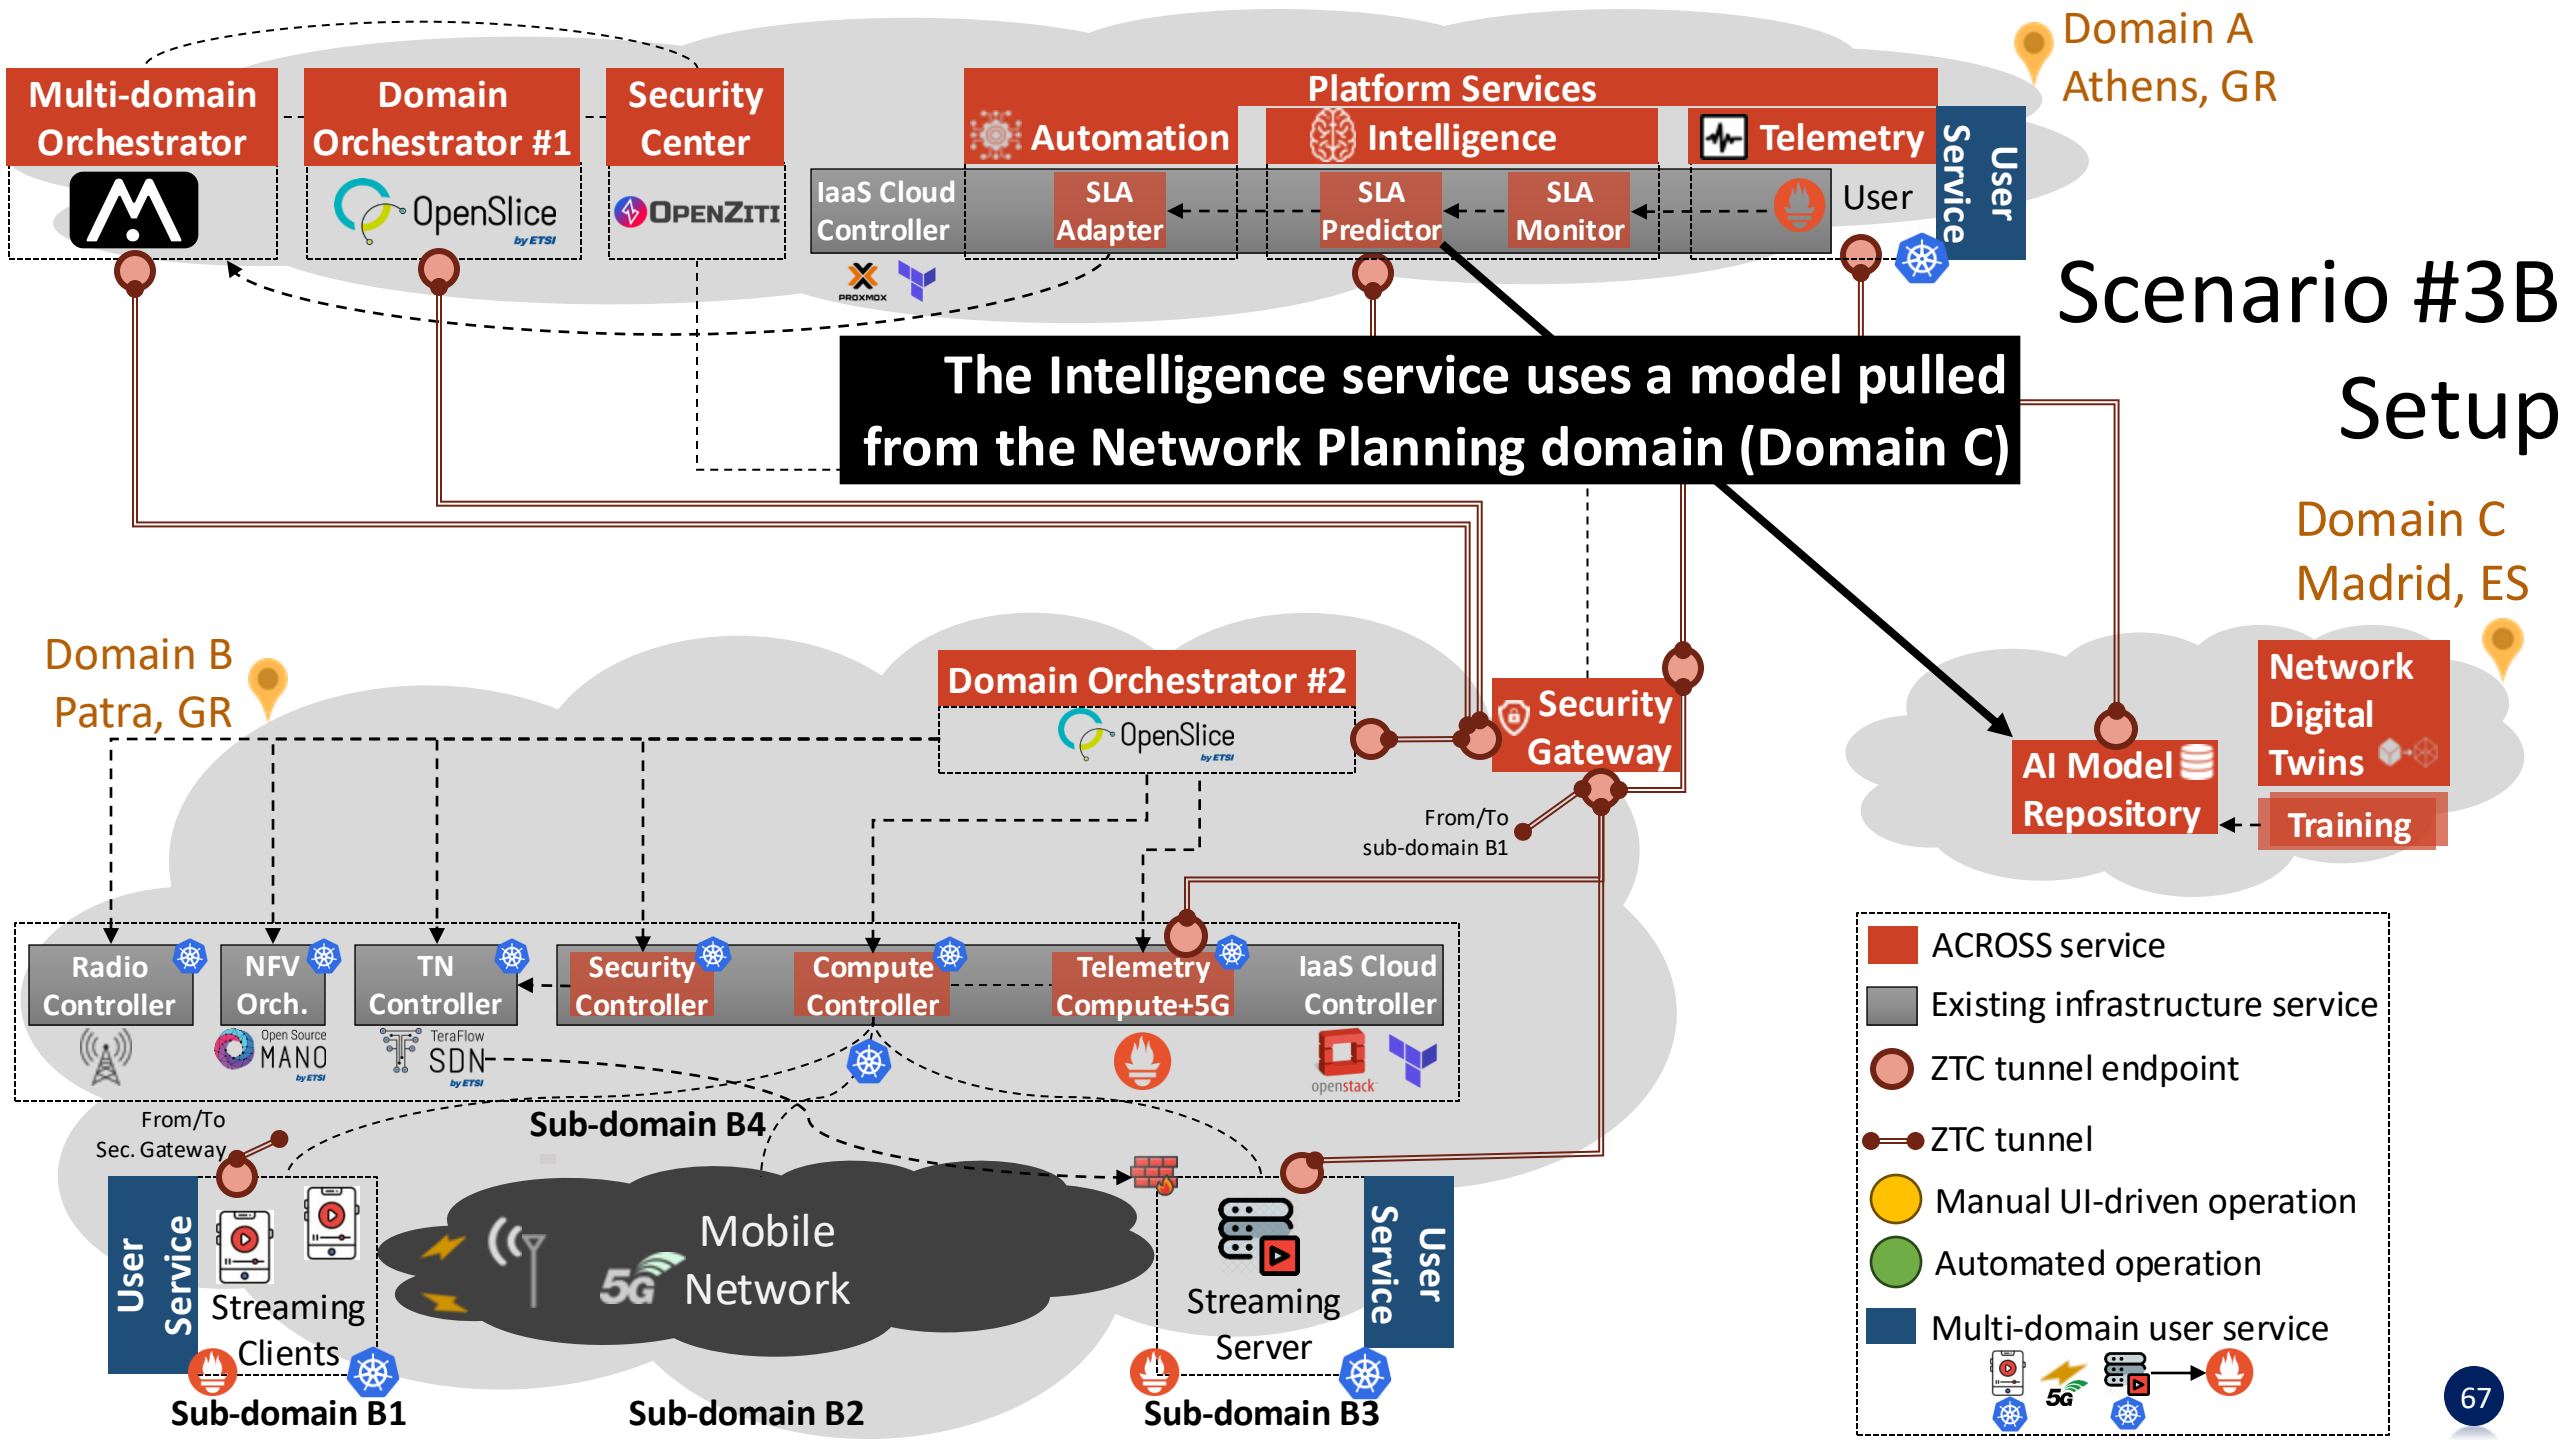 Domain A
Athens, GR
Multi-domain
Orchestrator
Domain
Orchestrator #1
OpenSlice
by ETSI
Security
Center
OPENZITI
Platform Services
Automation
Intelligence
Telemetry
IaaS Cloud
Controller
SLA
Adapter
SLA
Predictor
SLA
Monitor
User
User
Service
PROXMOX
Scenario #3B
Setup
The Intelligence service uses a model pulled
from the Network Planning domain (Domain C)
Domain C
Madrid, ES
Domain B
Patra, GR
Domain Orchestrator #2
OpenSlice
by ETSI
Security
Gateway
From/To
sub-domain B1
Network
Digital
Twins
AI Model
Repository
Training
Radio
Controller
NFV
Orch.
Open Source
MANO
by ETSI
TN
Controller
TeraFlow
SDN
by ETSI
Security
Controller
Compute
Controller
Telemetry
Compute+5G
IaaS Cloud
Controller
openstack
Sub-domain B4
From/To
Sec. Gateway
User
Service
Streaming
Clients
Sub-domain B1
5G
Mobile
Network
Sub-domain B2
Streaming
Server
User
Service
Sub-domain B3
ACROSS service
Existing infrastructure service
ZTC tunnel endpoint
ZTC tunnel
Manual UI-driven operation
Automated operation
Multi-domain user service
5G
67